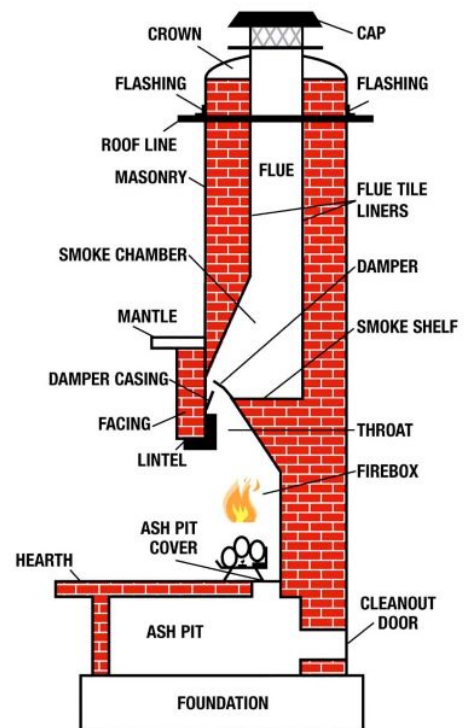 CROWN
CAP
FLASHING
FLASHING
ROOF LINE
MASONRY
FLUE
FLUE TILE
LINERS
SMOKE CHAMBER
DAMPER
MANTLE
SMOKE SHELF
DAMPER CASING
FACING
THROAT
LINTEL
FIREBOX
ASH PIT
COVER
HEARTH
CLEANOUT
DOOR
ASH PIT
FOUNDATION